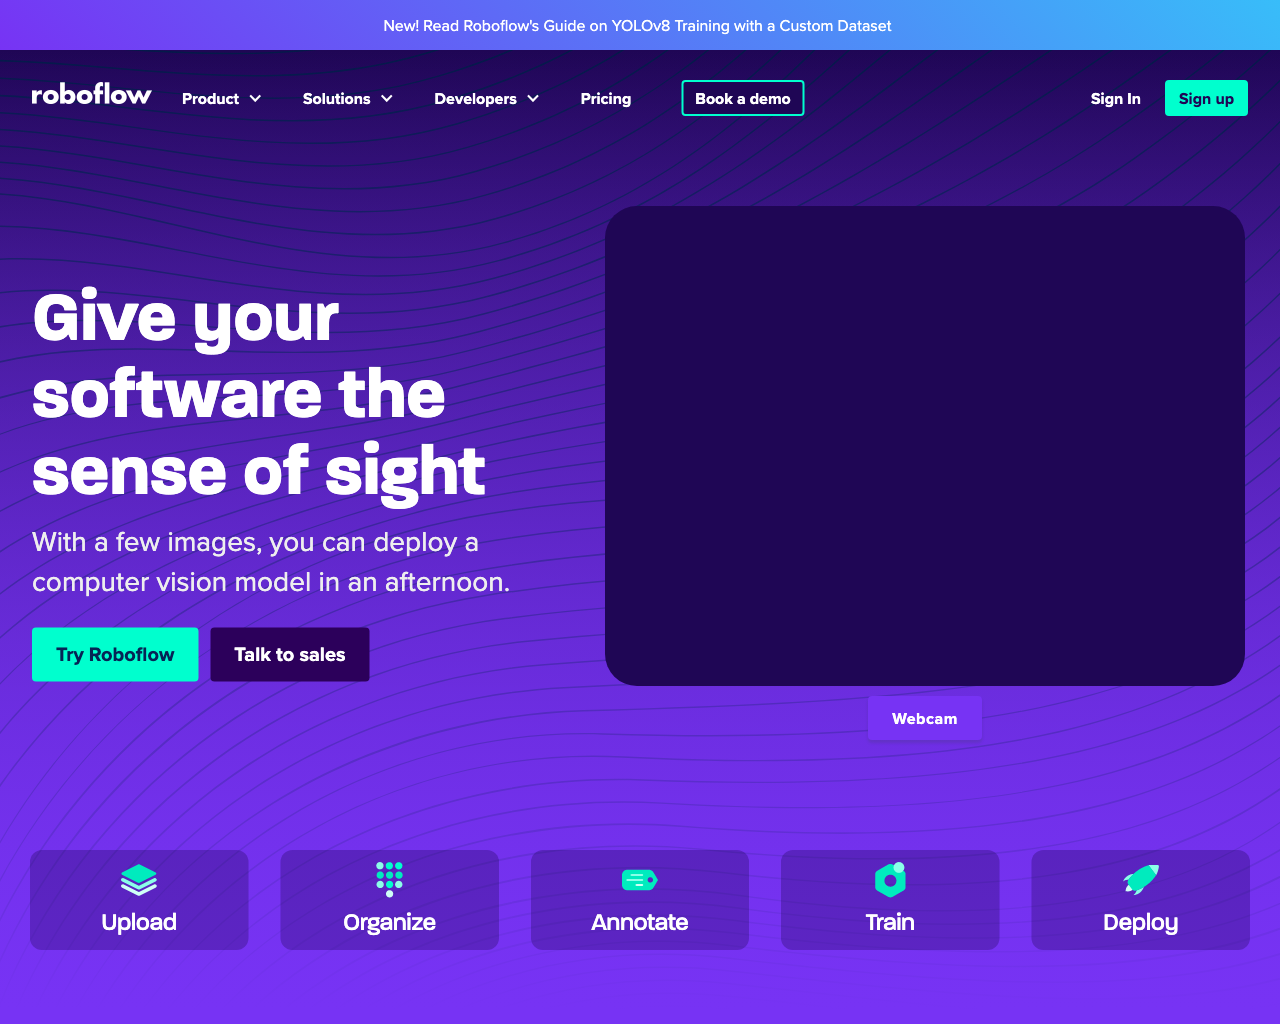 New! Read Roboflow's Guide on YOLOv8 Training with a Custom Dataset
roboflow Product Solutions Developers Pricing Book a demo Sign In Sign up
Give your
software the
sense of sight
With a few images, you can deploy a
computer vision model in an afternoon.
Try Roboflow Talk to sales
Webcam
Upload Organize Annotate Train Deploy